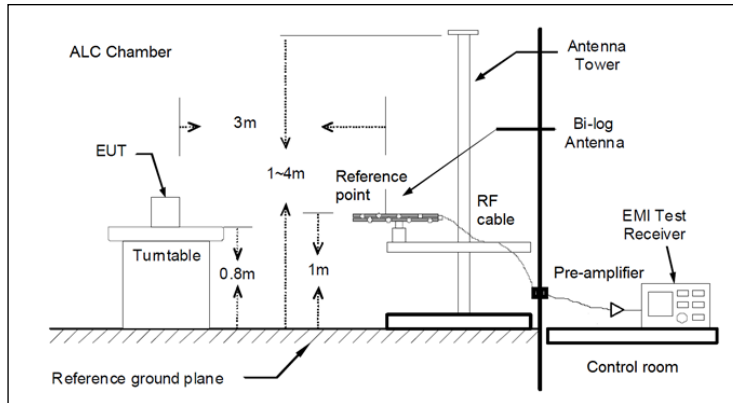 ALC Chamber
Antenna
Tower
3m
Bi-log
Antenna
EUT
1~4m
Reference
point
RF
cable
EMI Test
Receiver
Turntable
0.8m
1m
Pre-amplifier
Control room
Reference ground plane